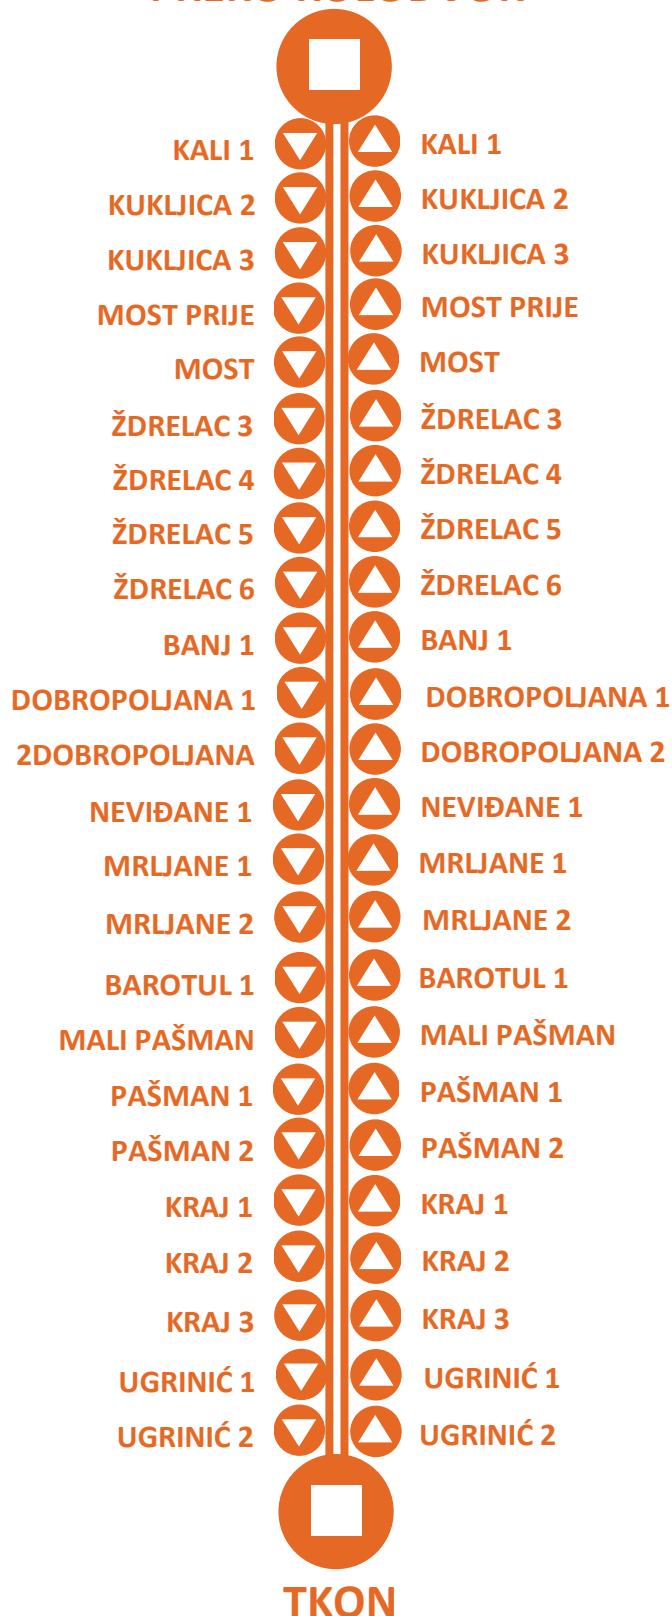 PREKO KOLODVOR
KALI 1 KALI 1
KUKLJICA 2 KUKLJICA 2
KUKLJICA 3 KUKLJICA 3
MOST PRIJE MOST PRIJE
MOST MOST
ŽDRELAC 3 ŽDRELAC 3
ŽDRELAC 4 ŽDRELAC 4
ŽDRELAC 5 ŽDRELAC 5
ŽDRELAC 6 ŽDRELAC 6
BANJ 1 BANJ 1
DOBROPOLJANA 1 DOBROPOLJANA 1
2DOBROPOLJANA DOBROPOLJANA 2
NEVIĐANE 1 NEVIĐANE 1
MRLJANE 1 MRLJANE 1
MRLJANE 2 MRLJANE 2
BAROTUL 1 BAROTUL 1
MALI PAŠMAN MALI PAŠMAN
PAŠMAN 1 PAŠMAN 1
PAŠMAN 2 PAŠMAN 2
KRAJ 1 KRAJ 1
KRAJ 2 KRAJ 2
KRAJ 3 KRAJ 3
UGRINIĆ 1 UGRINIĆ 1
UGRINIĆ 2 UGRINIĆ 2
TKON